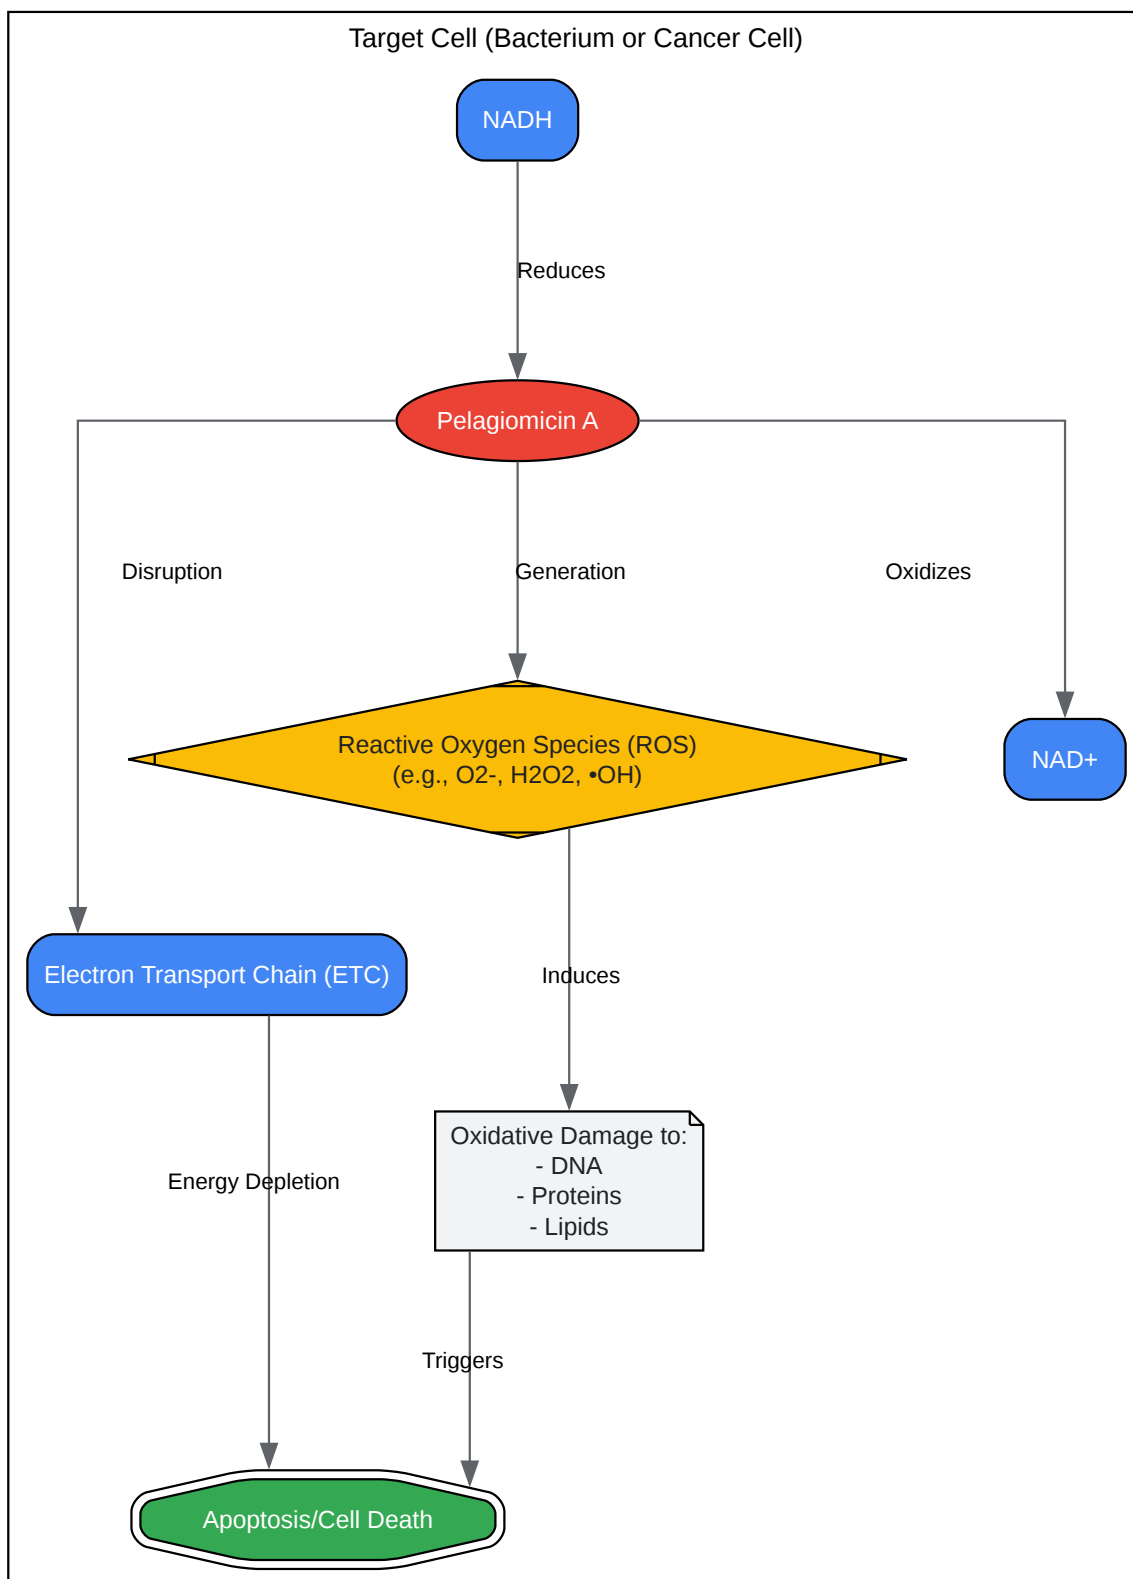 Target Cell (Bacterium or Cancer Cell)
NADH
Reduces
Pelagiomicin A
Disruption
Generation
Oxidizes
Reactive Oxygen Species (ROS)
(e.g., O2-, H2O2, •OH)
NAD+
Electron Transport Chain (ETC)
Induces
Oxidative Damage to:
- DNA
- Proteins
- Lipids
Energy Depletion
Triggers
Apoptosis/Cell Death